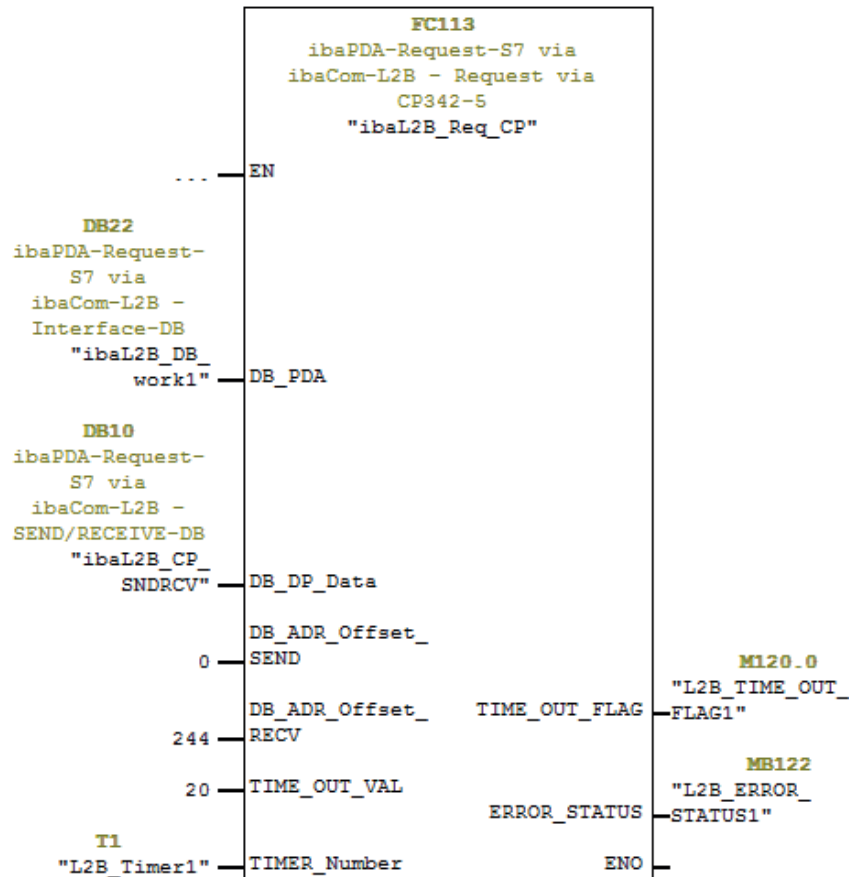 FC113
ibaPDA-Request-S7 via
ibaCom-L2B - Request via
CP342-5
"ibaL2B_Req_CP"
... EN
DB22
ibaPDA-Request-
S7 via
ibaCom-L2B -
Interface-DB
"ibaL2B_DB_
work1" DB_PDA
DB10
ibaPDA-Request-
S7 via
ibaCom-L2B -
SEND/RECEIVE-DB
"ibaL2B_CP_
SNDRCV" DB_DP_Data
DB_ADR_Offset_
0 SEND
M120.0
"L2B_TIME_OUT_
DB_ADR_Offset_ TIME_OUT_FLAG FLAG1"
244 RECV
MB122
20 TIME_OUT_VAL "L2B_ERROR_
ERROR_STATUS STATUS1"
T1
"L2B_Timer1" TIMER_Number ENO